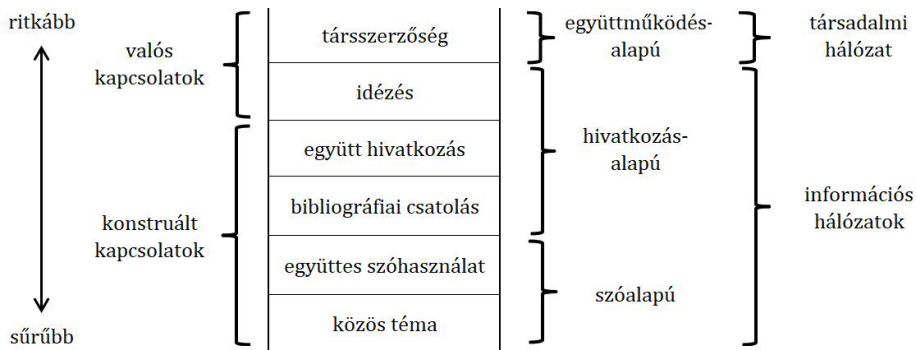 ritkább
sűrűbb
valós
kapcsolatok
konstruált
kapcsolatok
társszerzőség
idézés
együtt hivatkozás
bibliográfiai csatolás
együttes szóhasználat
közös téma
együttműködés-
alapú
hivatkozás-
alapú
szóalapú
társadalmi
hálózat
információs
hálózatok